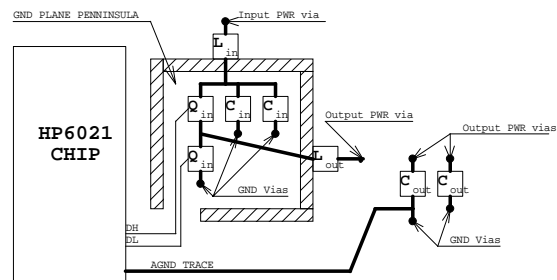 GND PLANE PENNINSULA
Input PWR via
L in
Q in
C in
C in
HP6021
CHIP
Output PWR via
Output PWR vias
Q in
L out
C out
C out
GND Vias
DH
DL
GND Vias
AGND TRACE